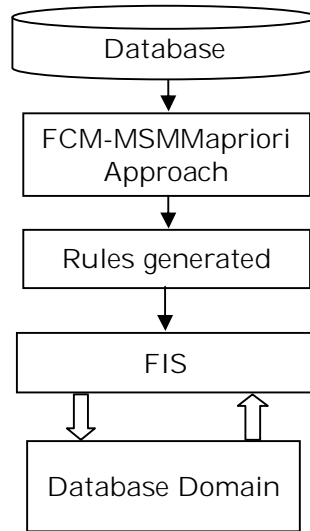 Database
FCM-MSMMapriori
Approach
Rules generated
FIS
Database Domain